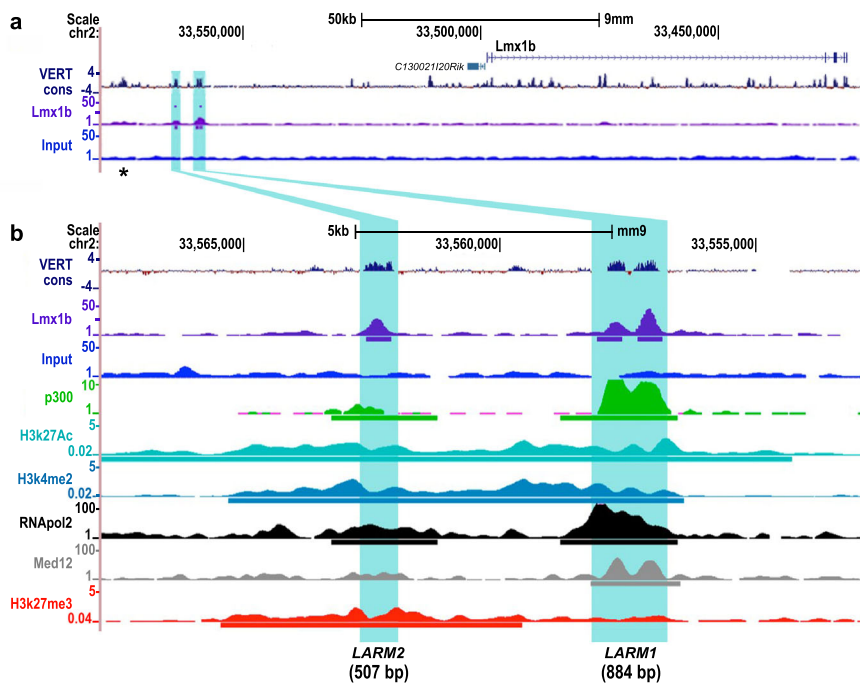 a
Scale 50kb 9mm
chr2: 33,550,000 33,500,000 33,450,000
Lmx1b
C130021I20Rik
VERT 4
cons -4
50
Lmx1b
1
50
Input
1
*
b
Scale 5kb mm9
chr2: 33,565,000 33,560,000 33,555,000
VERT 4
cons
-4
50
Lmx1b
1
50
Input
1
p300 10
1
5
H3k27Ac
0.02
5
H3k4me2
0.02
100
RNApol2
1
100
Med12
1
5
H3k27me3
0.04
LARM2 LARM1
(507 bp) (884 bp)